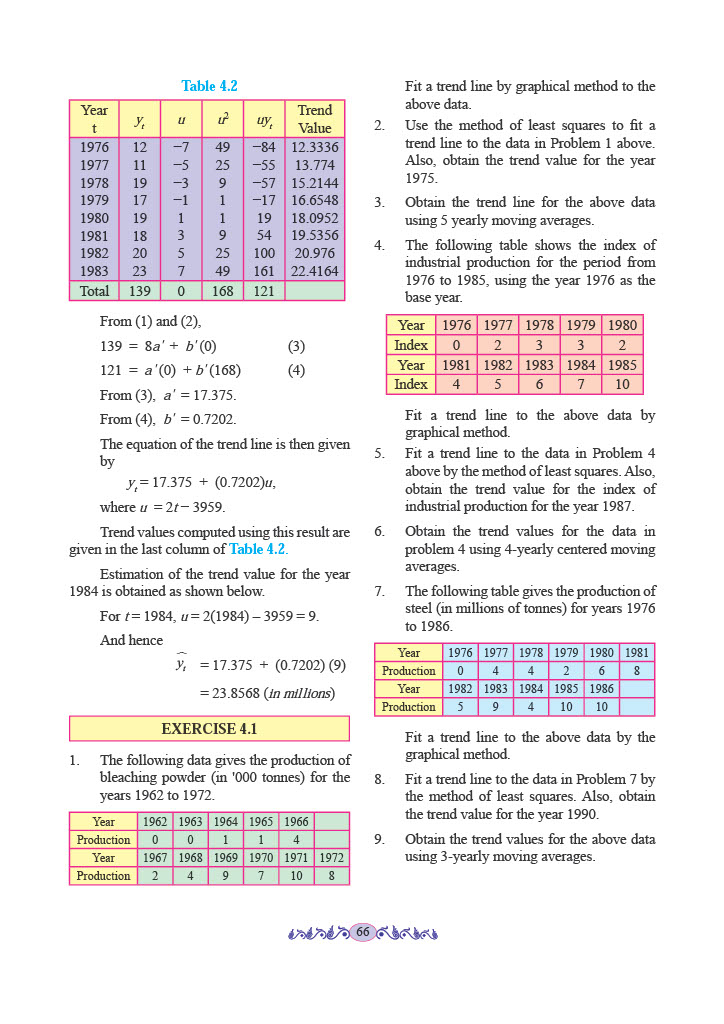 Table 4.2
Year t yt u u² uyt Trend Value
1976 12 −7 49 −84 12.3336
1977 11 −5 25 −55 13.774
1978 19 −3 9 −57 15.2144
1979 17 −1 1 −17 16.6548
1980 19 1 1 19 18.0952
1981 18 3 9 54 19.5356
1982 20 5 25 100 20.976
1983 23 7 49 161 22.4164
Total 139 0 168 121
From (1) and (2),
139 = 8a′ + b′(0) (3)
121 = a′(0) + b′(168) (4)
From (3), a′ = 17.375.
From (4), b′ = 0.7202.
The equation of the trend line is then given
by
yt = 17.375 + (0.7202)u,
where u = 2t − 3959.
Trend values computed using this result are
given in the last column of Table 4.2.
Estimation of the trend value for the year
1984 is obtained as shown below.
For t = 1984, u = 2(1984) – 3959 = 9.
And hence
ŷt = 17.375 + (0.7202) (9)
= 23.8568 (in millions)
EXERCISE 4.1
1. The following data gives the production of
bleaching powder (in '000 tonnes) for the
years 1962 to 1972.
Year 1962 1963 1964 1965 1966
Production 0 0 1 1 4
Year 1967 1968 1969 1970 1971 1972
Production 2 4 9 7 10 8
Fit a trend line by graphical method to the
above data.
2. Use the method of least squares to fit a
trend line to the data in Problem 1 above.
Also, obtain the trend value for the year
1975.
3. Obtain the trend line for the above data
using 5 yearly moving averages.
4. The following table shows the index of
industrial production for the period from
1976 to 1985, using the year 1976 as the
base year.
Year 1976 1977 1978 1979 1980
Index 0 2 3 3 2
Year 1981 1982 1983 1984 1985
Index 4 5 6 7 10
Fit a trend line to the above data by
graphical method.
5. Fit a trend line to the data in Problem 4
above by the method of least squares. Also,
obtain the trend value for the index of
industrial production for the year 1987.
6. Obtain the trend values for the data in
problem 4 using 4-yearly centered moving
averages.
7. The following table gives the production of
steel (in millions of tonnes) for years 1976
to 1986.
Year 1976 1977 1978 1979 1980 1981
Production 0 4 4 2 6 8
Year 1982 1983 1984 1985 1986
Production 5 9 4 10 10
Fit a trend line to the above data by the
graphical method.
8. Fit a trend line to the data in Problem 7 by
the method of least squares. Also, obtain
the trend value for the year 1990.
9. Obtain the trend values for the above data
using 3-yearly moving averages.
66